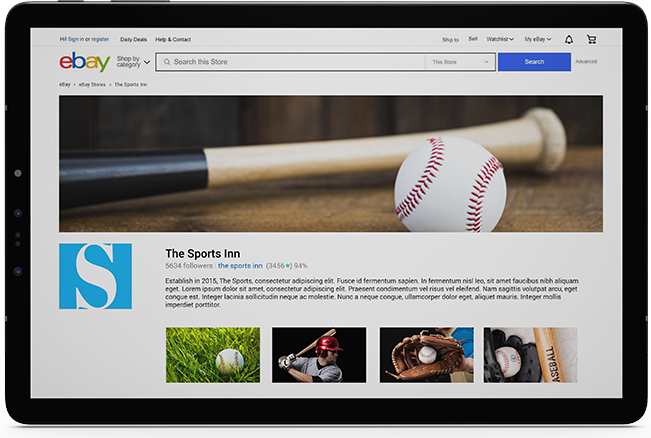 Hi! Sign in or register Daily Deals Help & Contact Ship to Sell Watchlist My eBay
ebay Shop by category Search this Store This Store Search Advanced
eBay > eBay Stores > The Sports Inn
S
The Sports Inn
5634 followers | the sports inn (3456★) 94%
Establish in 2015, The Sports, consectetur adipiscing elit. Fusce id fermentum sapien. In fermentum nisl leo, sit amet faucibus nibh aliquam
eget. Lorem ipsum dolor sit amet, consectetur adipiscing elit. Praesent condimentum vel risus vel eleifend. Nam sagittis volutpat arcu, eget
congue est. Integer lacinia sollicitudin neque ac molestie. Nunc a neque congue, ullamcorper dolor eget, aliquet mauris. Integer mollis
imperdiet porttitor.
BASEBALL